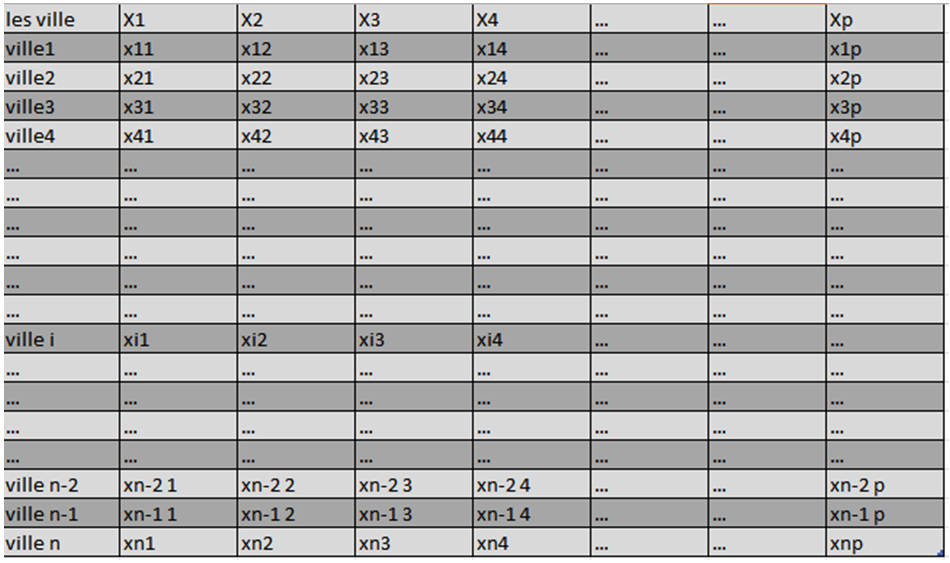 les ville X1 X2 X3 X4 ... ... Xp
ville1 x11 x12 x13 x14 ... ... x1p
ville2 x21 x22 x23 x24 ... ... x2p
ville3 x31 x32 x33 x34 ... ... x3p
ville4 x41 x42 x43 x44 ... ... x4p
... ... ... ... ... ... ... ...
... ... ... ... ... ... ... ...
... ... ... ... ... ... ... ...
... ... ... ... ... ... ... ...
... ... ... ... ... ... ... ...
... ... ... ... ... ... ... ...
ville i xi1 xi2 xi3 xi4 ... ... ...
... ... ... ... ... ... ... ...
... ... ... ... ... ... ... ...
... ... ... ... ... ... ... ...
... ... ... ... ... ... ... ...
ville n-2 xn-2 1 xn-2 2 xn-2 3 xn-2 4 ... ... xn-2 p
ville n-1 xn-1 1 xn-1 2 xn-1 3 xn-1 4 ... ... xn-1 p
ville n xn1 xn2 xn3 xn4 ... ... xnp